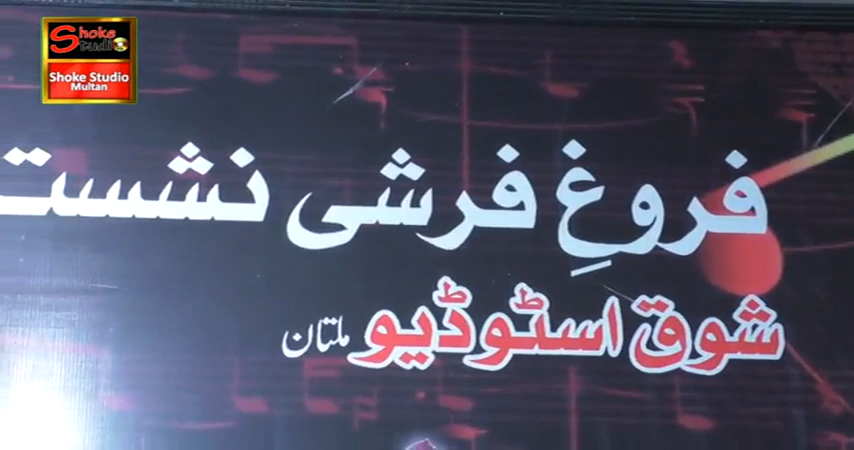 Shoke
Studio
Shoke Studio
Multan
فروغِ فرشی نشست
شوق اسٹوڈیو ملتان